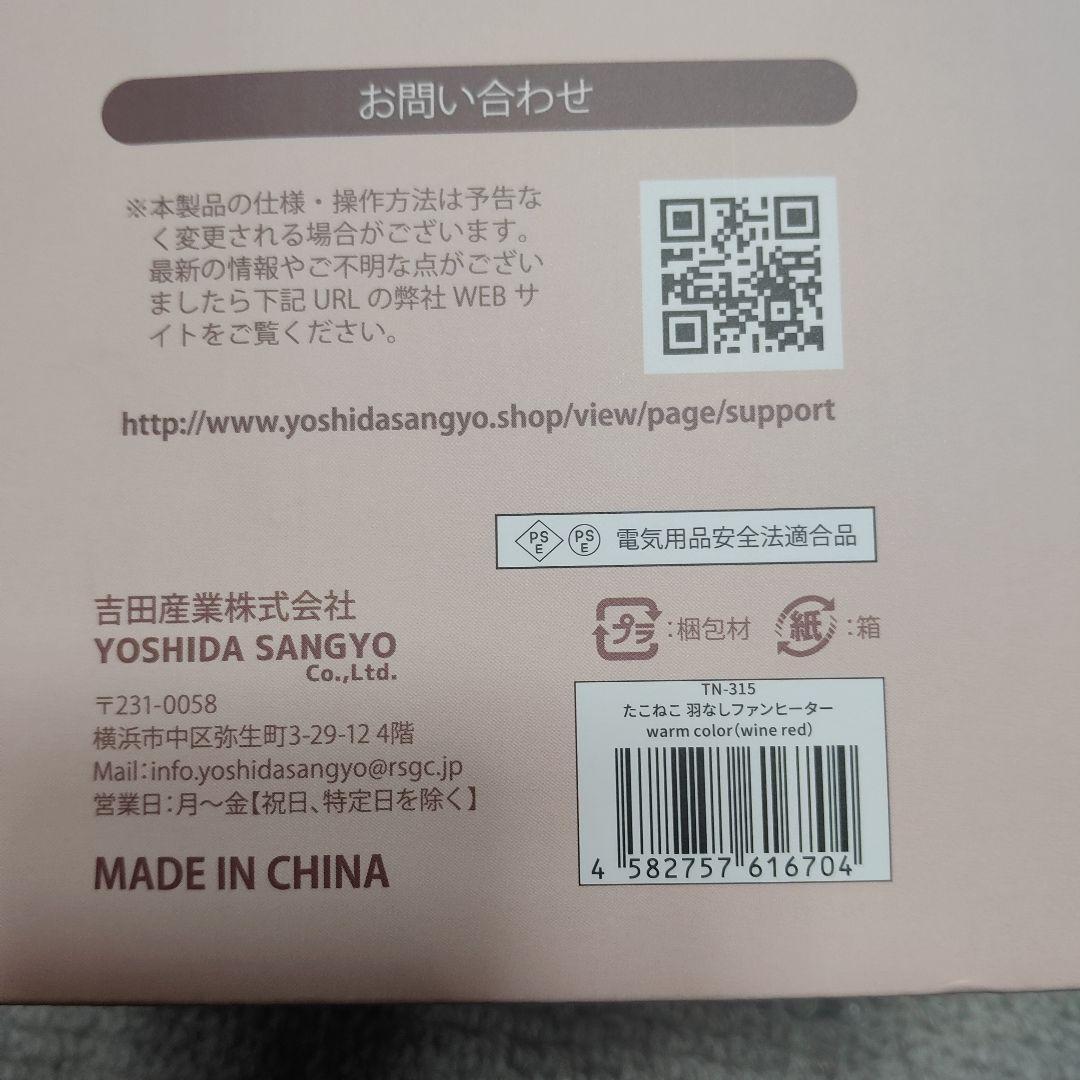 お問い合わせ
※本製品の仕様・操作方法は予告な
く変更される場合がございます。
最新の情報やご不明な点がござい
ましたら下記 URL の弊社 WEB サ
イトをご覧ください。
http://www.yoshidasangyo.shop/view/page/support
PS E PS E 電気用品安全法適合品
吉田産業株式会社
YOSHIDA SANGYO
Co.,Ltd.
〒231-0058
横浜市中区弥生町3-29-12 4階
Mail:info.yoshidasangyo@rsgc.jp
営業日:月〜金【祝日、特定日を除く】
MADE IN CHINA
プラ:梱包材 紙:箱
TN-315
たこねこ 羽なしファンヒーター
warm color(wine red)
4 582757 616704